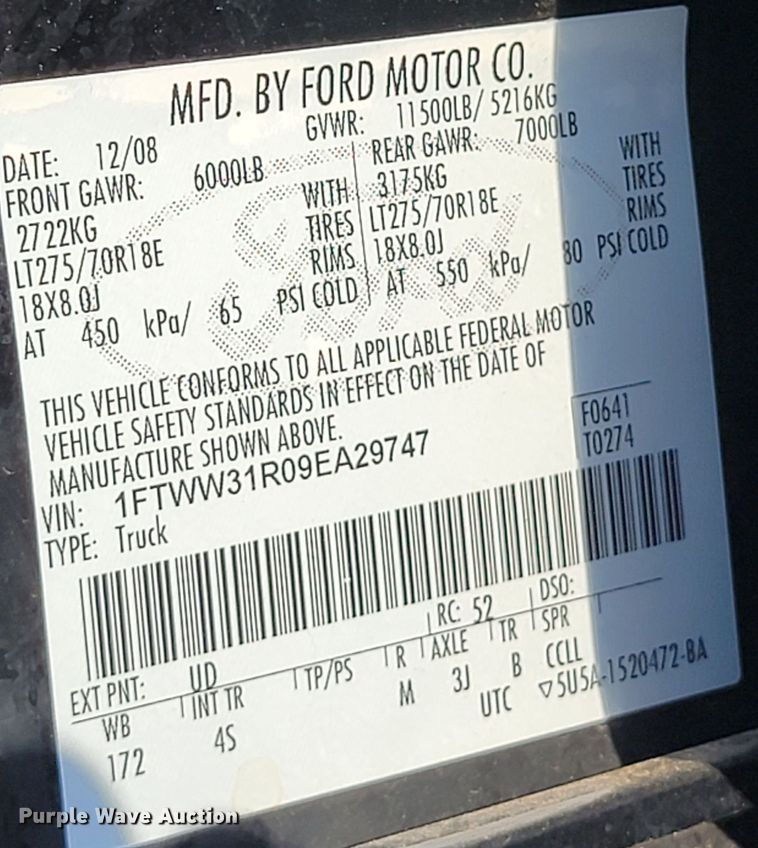 MFD. BY FORD MOTOR CO.
DATE: 12/08 GVWR: 11500LB/ 5216KG
FRONT GAWR: 6000LB REAR GAWR: 7000LB
2722KG WITH 3175KG WITH
LT275/70R18E TIRES LT275/70R18E TIRES
18X8.0J RIMS 18X8.0J RIMS
AT 450 kPa/ 65 PSI COLD AT 550 kPa/ 80 PSI COLD
THIS VEHICLE CONFORMS TO ALL APPLICABLE FEDERAL MOTOR
VEHICLE SAFETY STANDARDS IN EFFECT ON THE DATE OF
MANUFACTURE SHOWN ABOVE.
F0641
T0274
VIN: 1FTWW31R09EA29747
TYPE: Truck
EXT PNT: UD RC: 52 DSO:
WB INT TR TP/PS R AXLE TR SPR
172 4S M 3J B CCLL
UTC ▽5U5A-1520472-BA
Purple Wave Auction